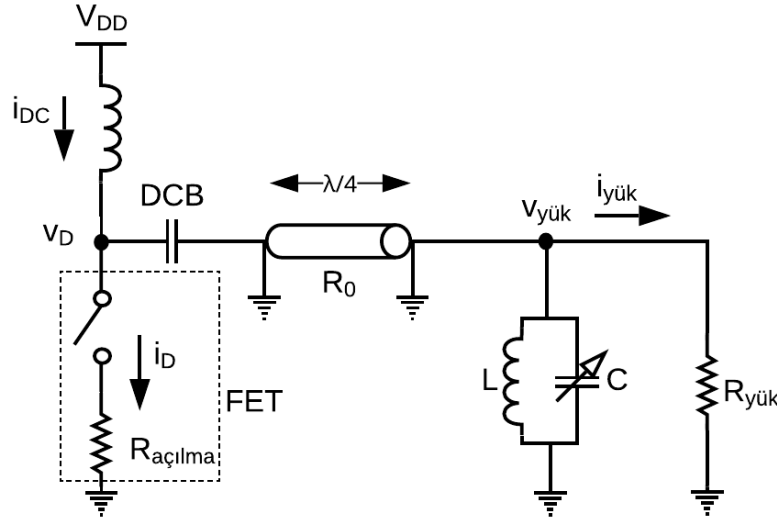 VDD
iDC
DCB
λ/4
iyük
vyük
vD
R0
iD
L
C
Ryük
FET
Raçılma